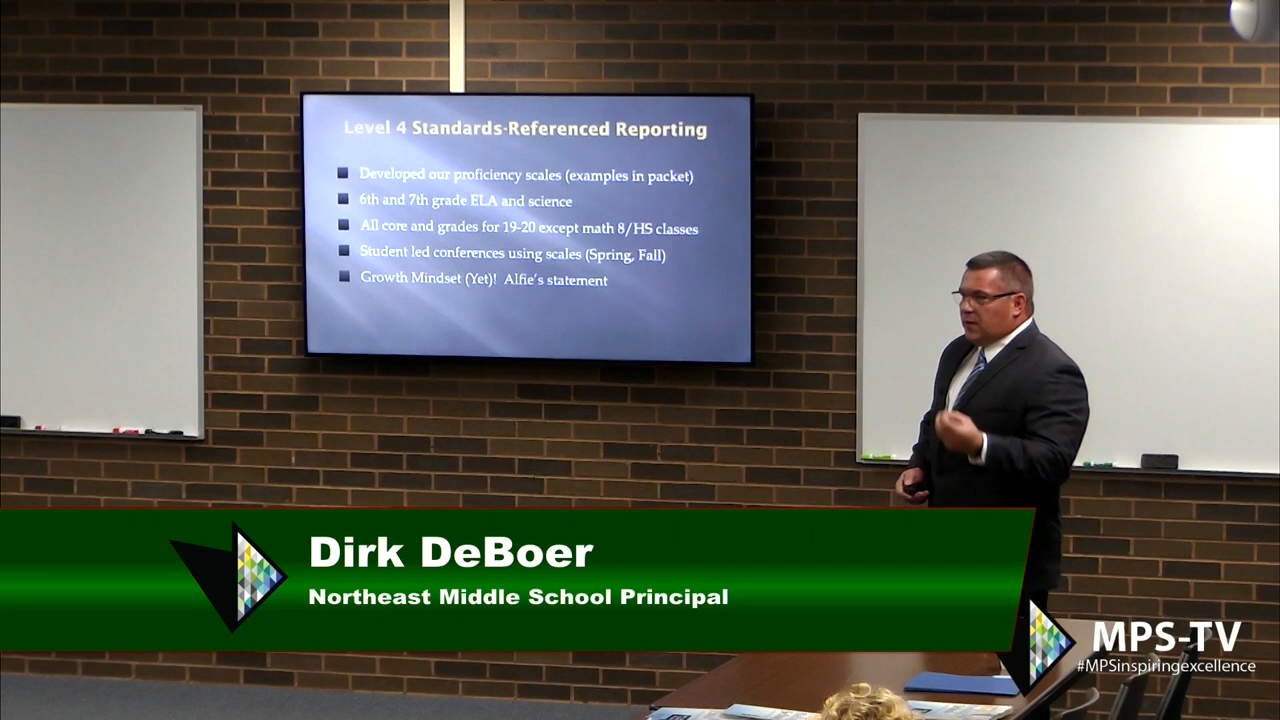 Level 4 Standards-Referenced Reporting
Developed our proficiency scales (examples in packet)
6th and 7th grade ELA and science
All core and grades for 19-20 except math 8/HS classes
Student led conferences using scales (Spring, Fall)
Growth Mindset (Yet)! Alfie's statement
Dirk DeBoer
Northeast Middle School Principal
MPS-TV
#MPSinspiringexcellence